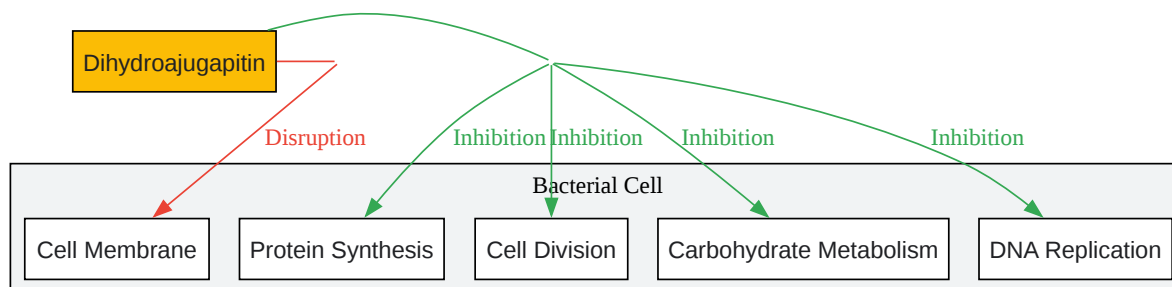 Dihydroajugapitin
Disruption
Inhibition
Inhibition
Inhibition
Inhibition
Bacterial Cell
Cell Membrane
Protein Synthesis
Cell Division
Carbohydrate Metabolism
DNA Replication